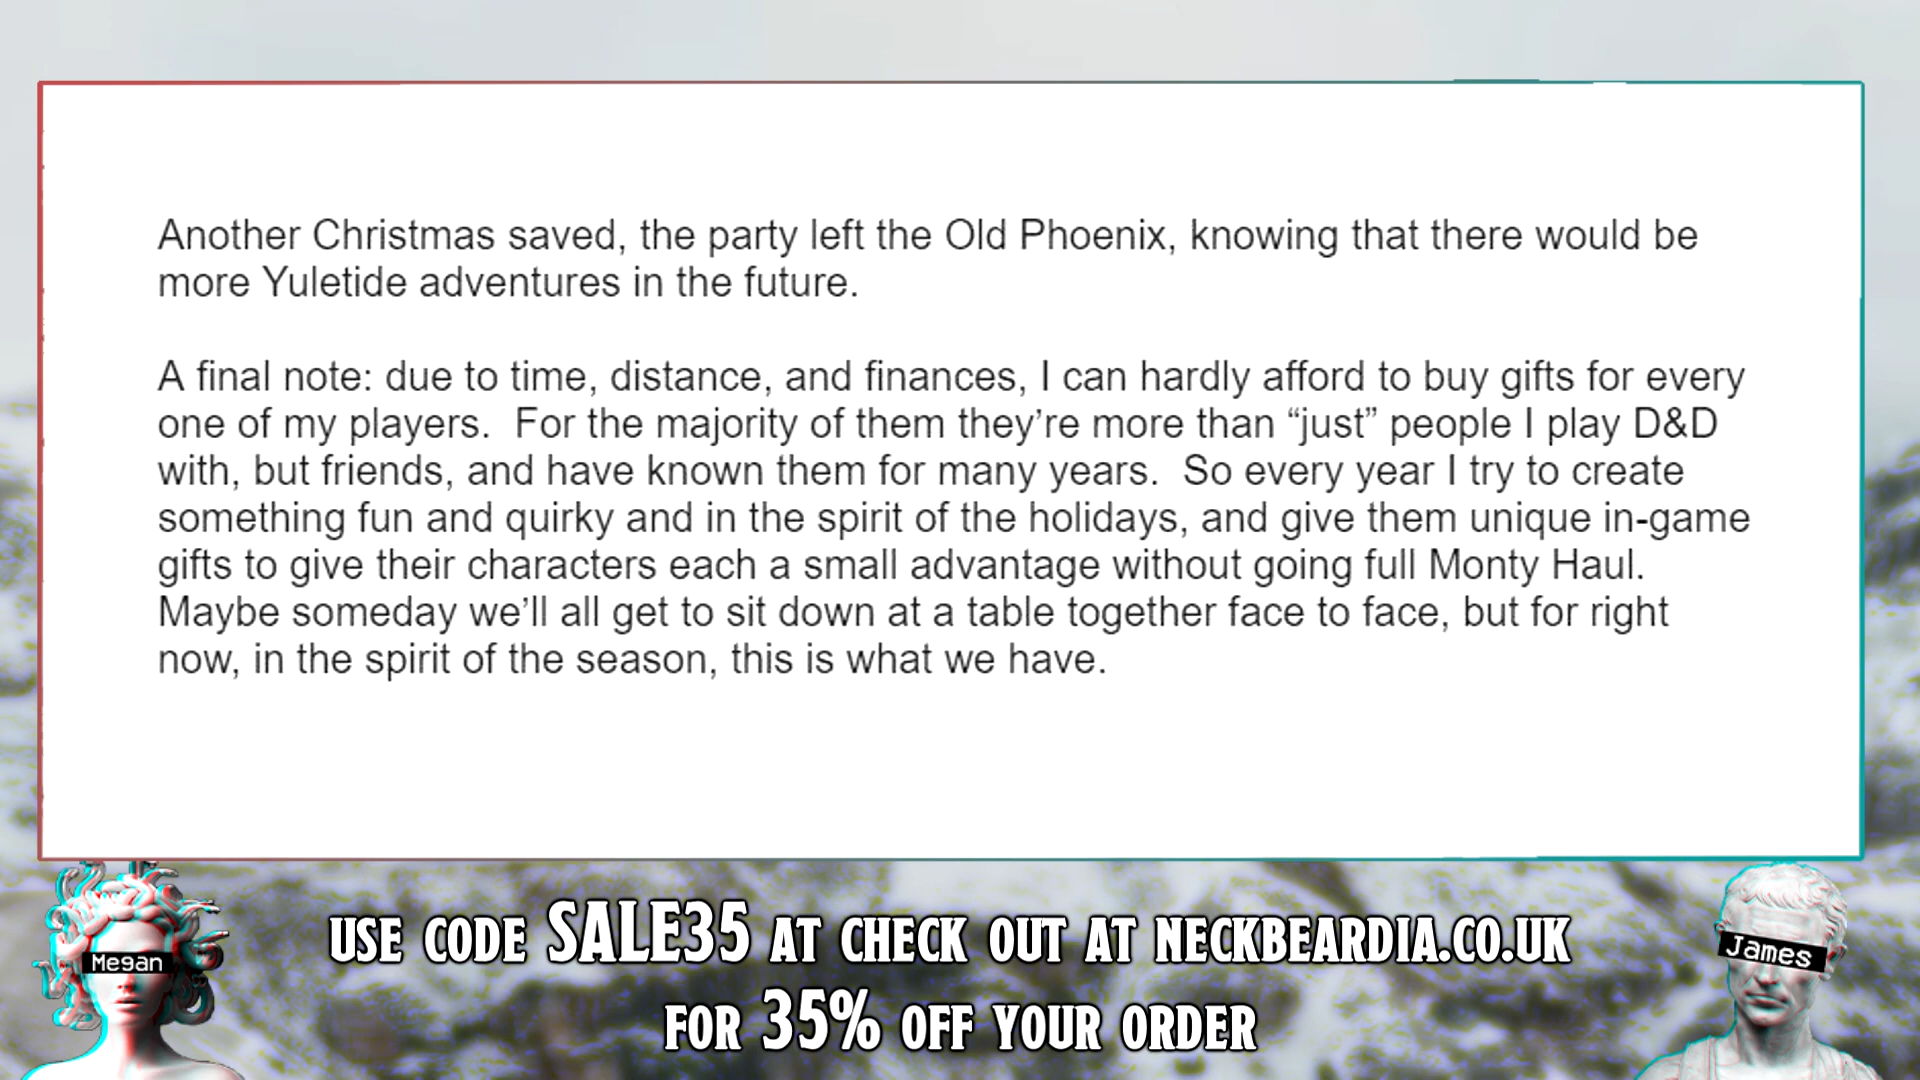 Another Christmas saved, the party left the Old Phoenix, knowing that there would be
more Yuletide adventures in the future.
A final note: due to time, distance, and finances, I can hardly afford to buy gifts for every
one of my players.  For the majority of them they’re more than “just” people I play D&D
with, but friends, and have known them for many years.  So every year I try to create
something fun and quirky and in the spirit of the holidays, and give them unique in-game
gifts to give their characters each a small advantage without going full Monty Haul.
Maybe someday we’ll all get to sit down at a table together face to face, but for right
now, in the spirit of the season, this is what we have.
Megan
USE CODE SALE35 AT CHECK OUT AT NECKBEARDIA.CO.UK
FOR 35% OFF YOUR ORDER
James